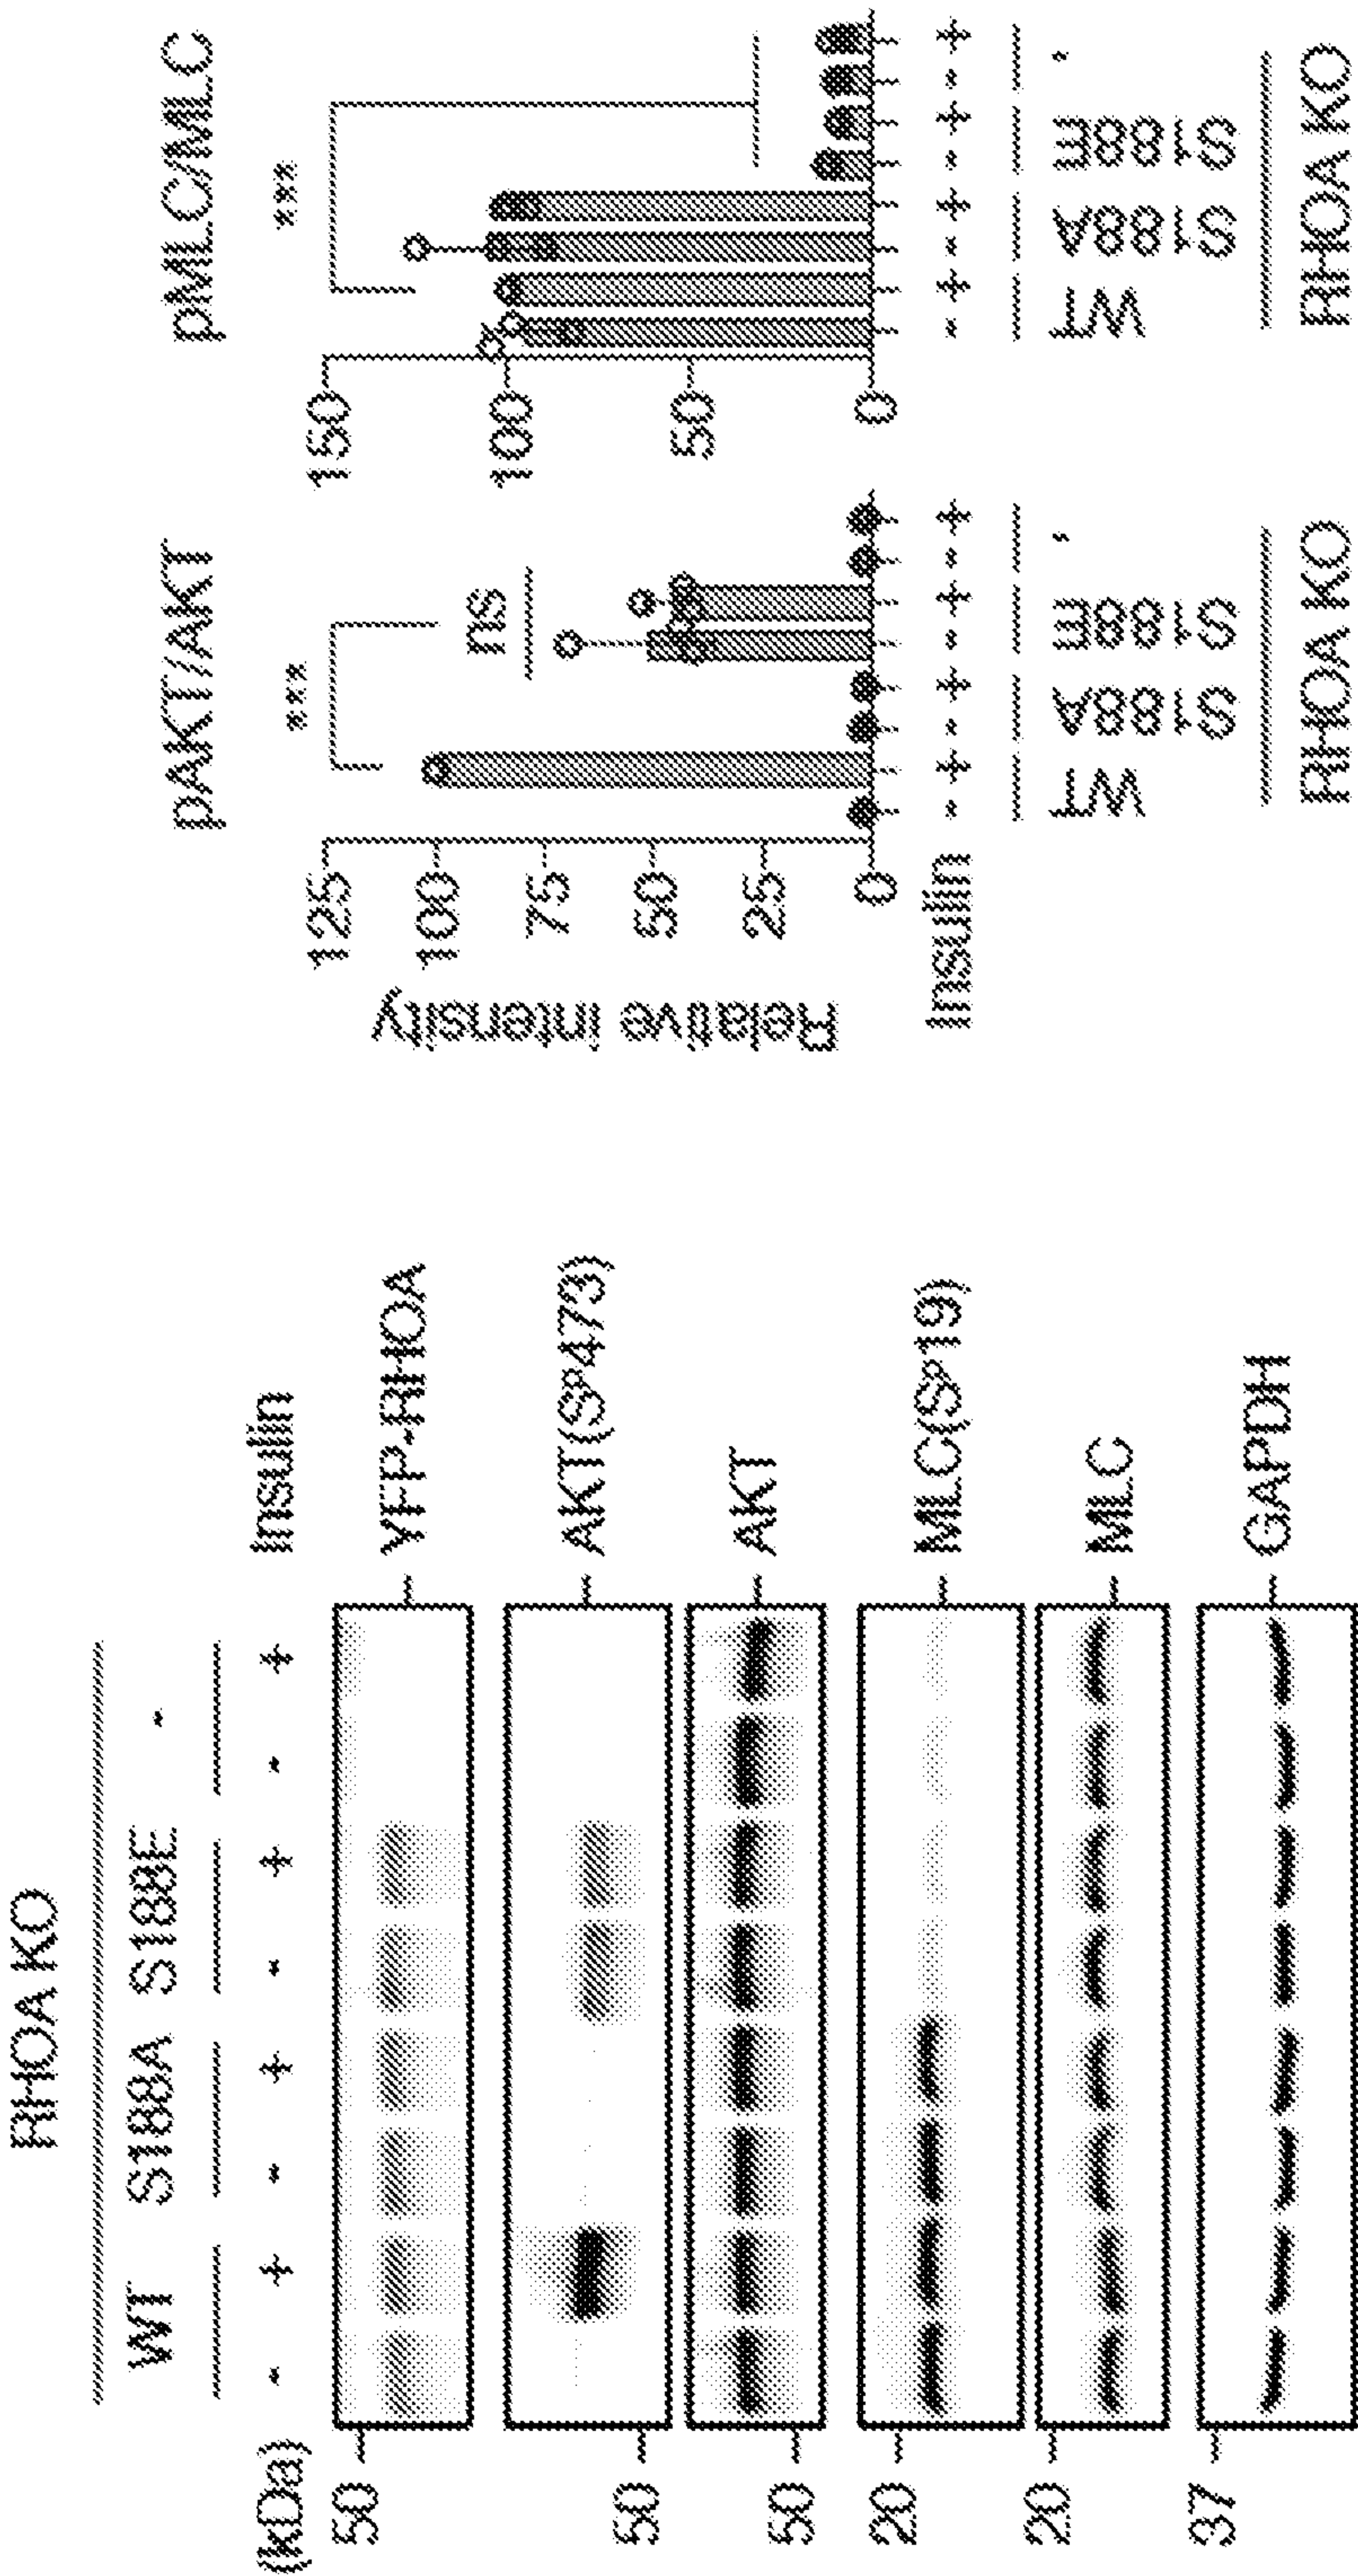 RHOA KO
WT S188A S188E -
(kDa) - + - + - + - + Insulin
50 YFP-RHOA
50 AKT(Sᵖ473)
50 AKT
20 MLC(Sᵖ19)
20 MLC
37 GAPDH
pAKT/AKT
Relative intensity
125
100
75
50
25
0
***
ns
Insulin - + - + - + - +
WT S188A S188E -
RHOA KO
pMLC/MLC
150
100
50
0
***
- + - + - + - +
WT S188A S188E -
RHOA KO